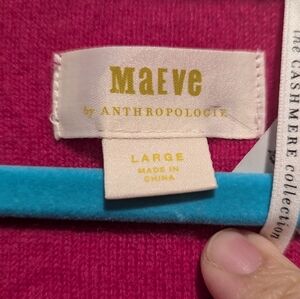 MaEVe
by ANTHROPOLOGIE
LARGE
MADE IN
CHINA
the CASHMERE collection